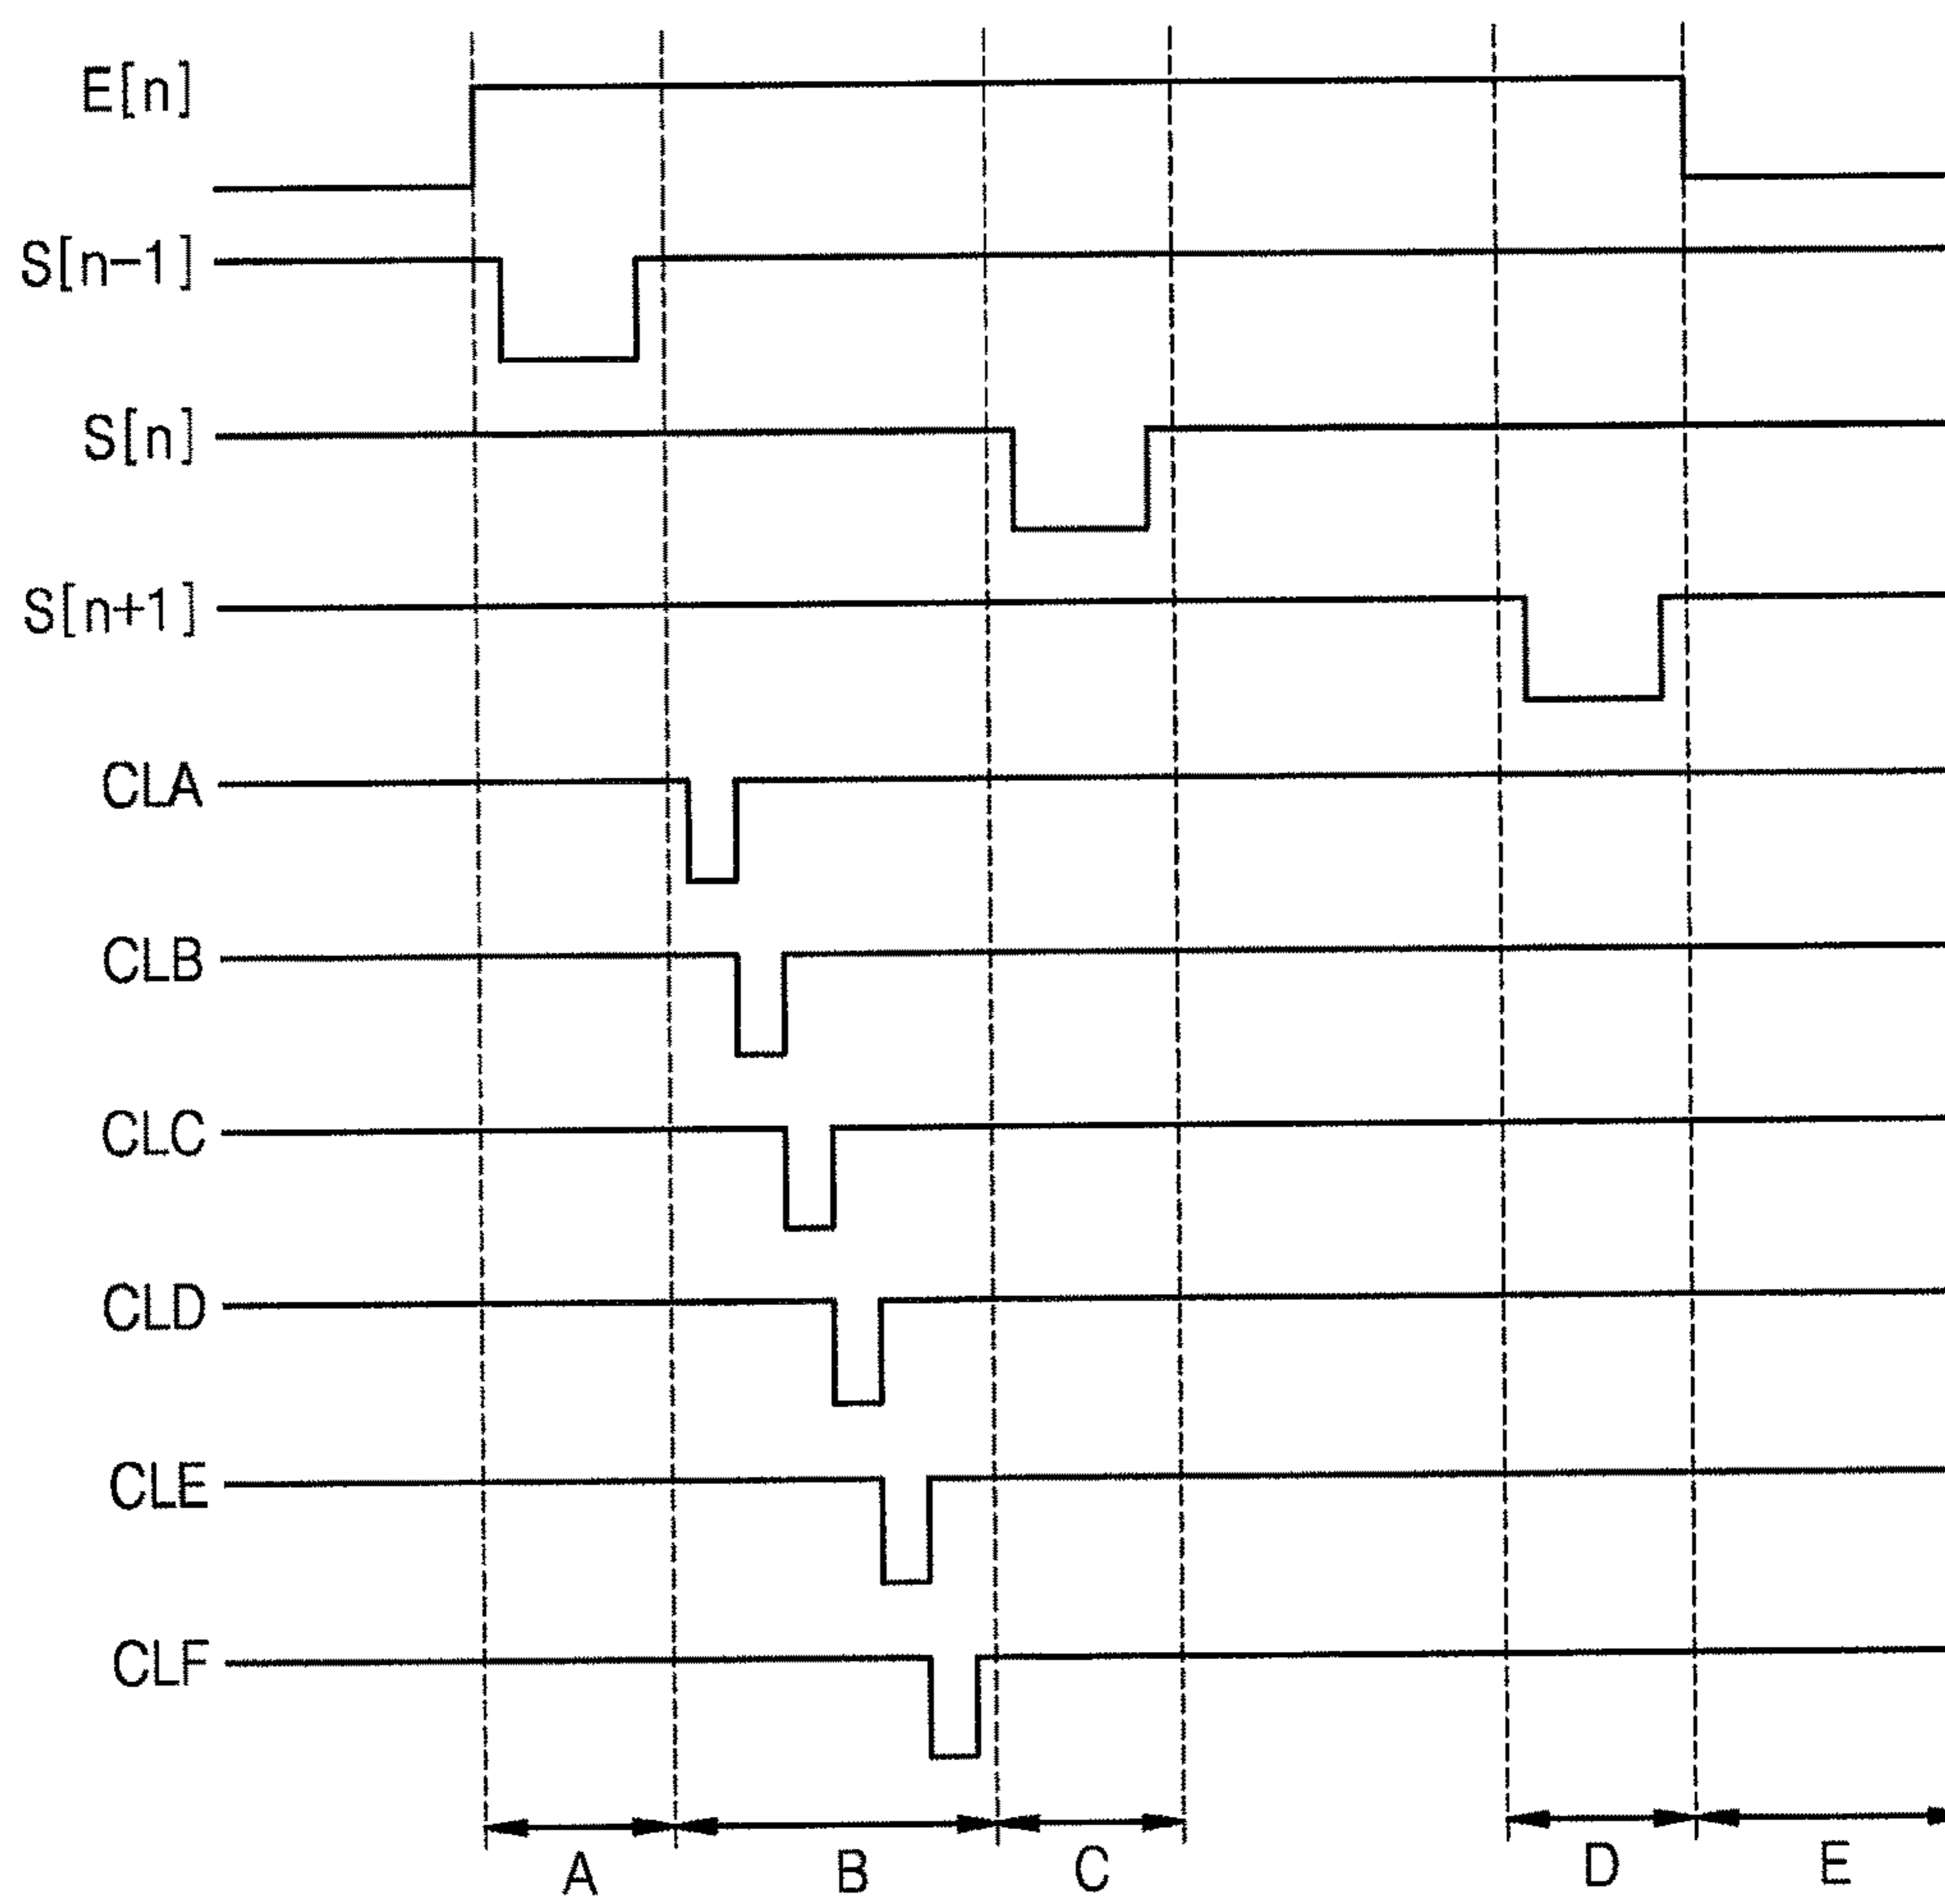 E[n]
S[n-1]
S[n]
S[n+1]
CLA
CLB
CLC
CLD
CLE
CLF
A B C D E